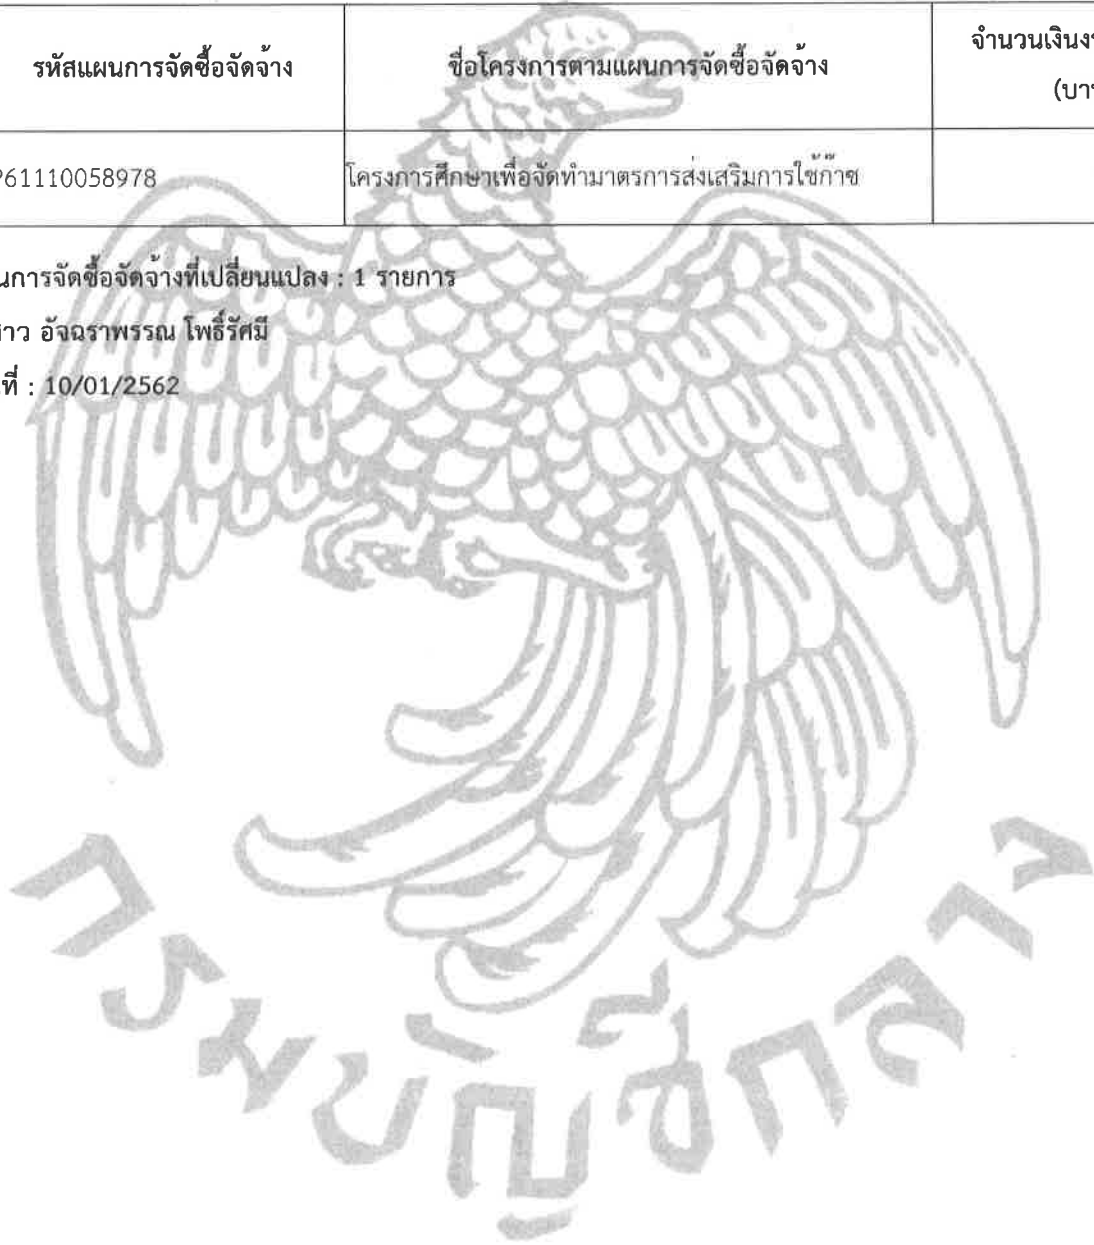 รหัสแผนการจัดซื้อจัดจ้าง
ชื่อโครงการตามแผนการจัดซื้อจัดจ้าง
จำนวนเงิน
(บาท
P61110058978
โครงการศึกษาเพื่อจัดทำมาตรการส่งเสริมการใช้ก๊าซ
การจัดซื้อจัดจ้างที่เปลี่ยนแปลง : 1 รายการ
อัจฉราพรรณ โพธิ์รัศมี
ที่ : 10/01/2562
กรมบัญชีกลาง